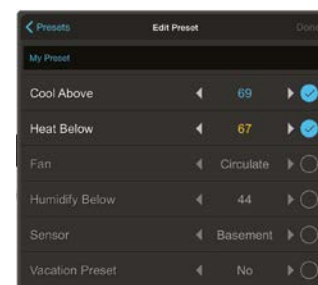 Presets Edit Preset Done
My Preset
Cool Above 69
Heat Below 67
Fan Circulate
Humidify Below 44
Sensor Basement
Vacation Preset No